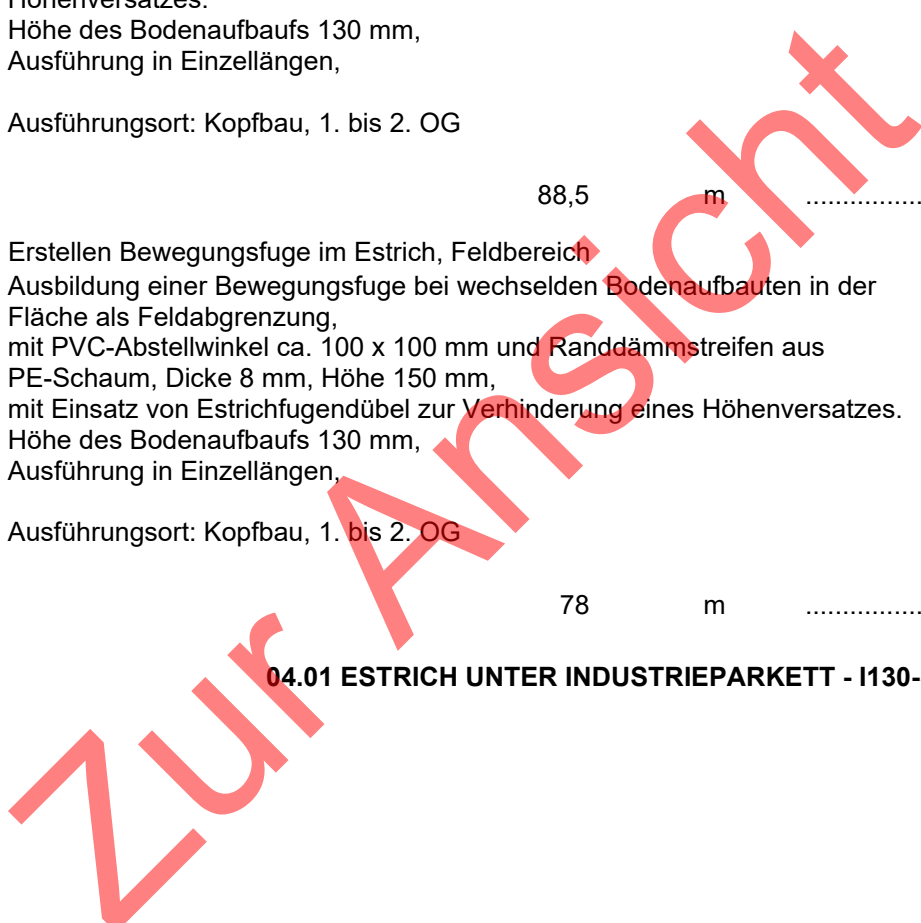 Höhenversatzes.
Höhe des Bodenaufbaufs 130 mm,
Ausführung in Einzellängen,
Ausführungsort: Kopfbau, 1. bis 2. OG
88,5 m ................
Erstellen Bewegungsfuge im Estrich, Feldbereich
Ausbildung einer Bewegungsfuge bei wechselden Bodenaufbauten in der
Fläche als Feldabgrenzung,
mit PVC-Abstellwinkel ca. 100 x 100 mm und Randdämmstreifen aus
PE-Schaum, Dicke 8 mm, Höhe 150 mm,
mit Einsatz von Estrichfugendübel zur Verhinderung eines Höhenversatzes.
Höhe des Bodenaufbaufs 130 mm,
Ausführung in Einzellängen,
Ausführungsort: Kopfbau, 1. bis 2. OG
78 m ................
04.01 ESTRICH UNTER INDUSTRIEPARKETT - I130-
Zur Ansicht